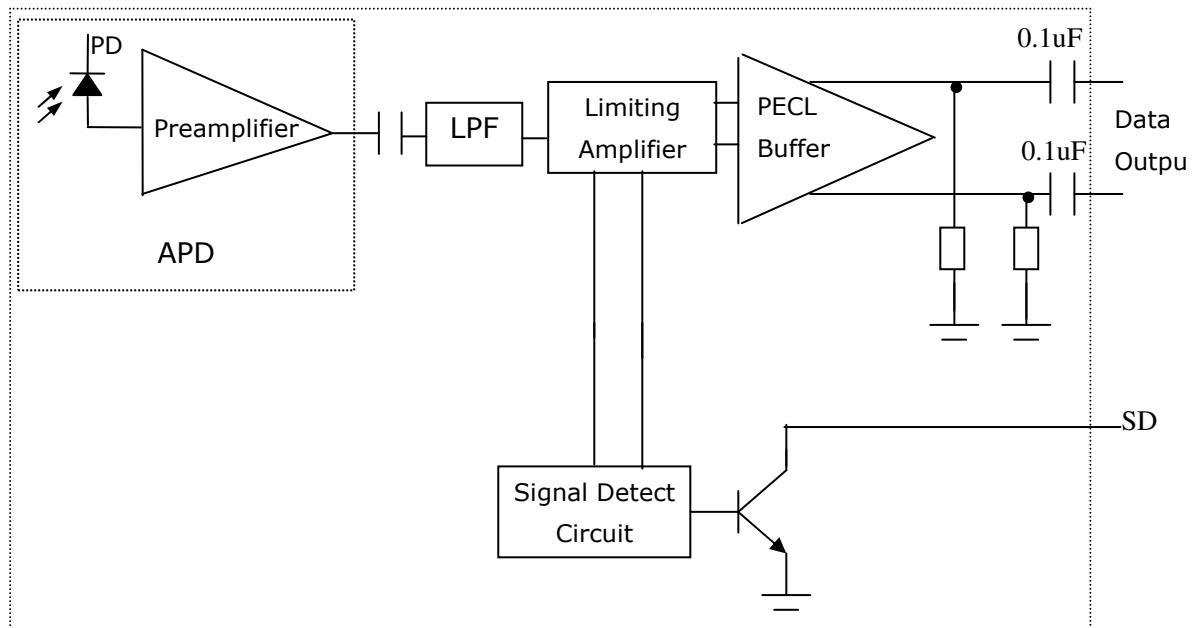 0.1uF
PD
Preamplifier
LPF
Limiting
Amplifier
PECL
Buffer
Data
Outpu
0.1uF
APD
SD
Signal Detect
Circuit